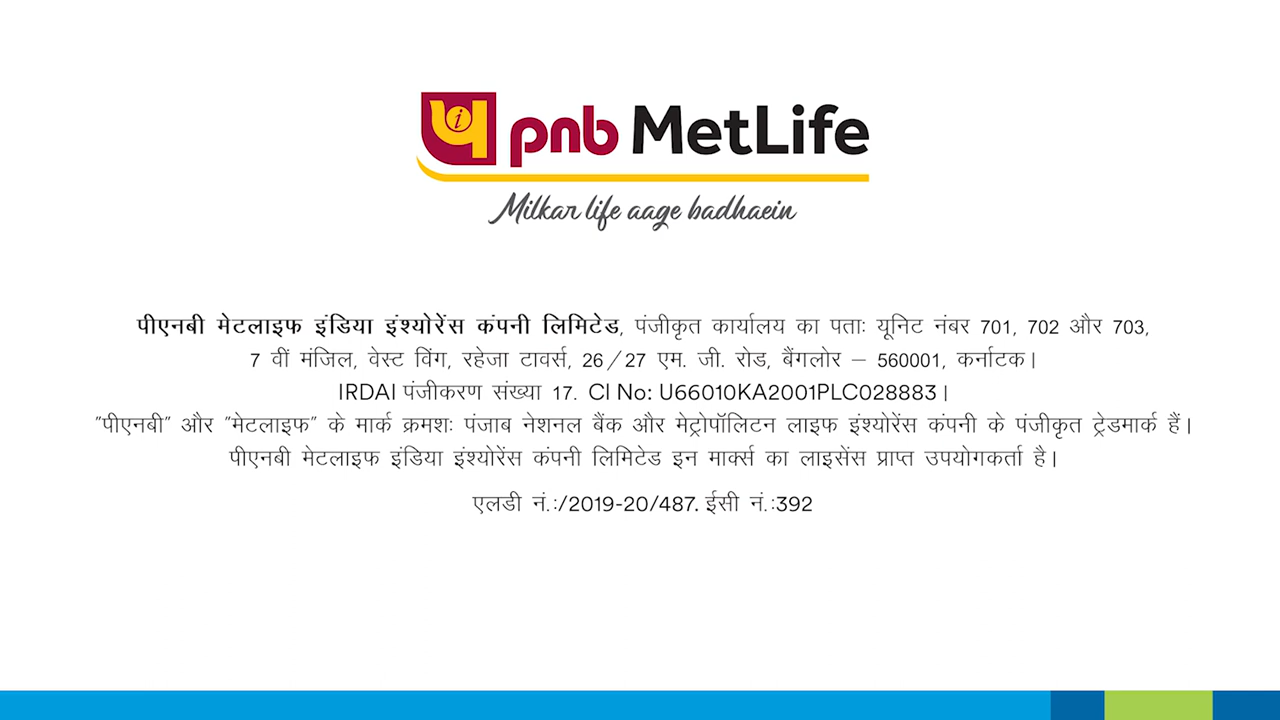 pnb MetLife
Milkar life aage badhaein
पीएनबी मेटलाइफ इंडिया इंश्योरेंस कंपनी लिमिटेड, पंजीकृत कार्यालय का पताः यूनिट नंबर 701, 702 और 703,
7 वीं मंजिल, वेस्ट विंग, रहेजा टावर्स, 26/27 एम. जी. रोड, बैंगलोर – 560001, कर्नाटक।
IRDAI पंजीकरण संख्या 17. CI No: U66010KA2001PLC028883।
"पीएनबी" और "मेटलाइफ" के मार्क क्रमशः पंजाब नेशनल बैंक और मेट्रोपॉलिटन लाइफ इंश्योरेंस कंपनी के पंजीकृत ट्रेडमार्क हैं।
पीएनबी मेटलाइफ इंडिया इंश्योरेंस कंपनी लिमिटेड इन मार्क्स का लाइसेंस प्राप्त उपयोगकर्ता है।
एलडी नं.:/2019-20/487. ईसी नं.:392